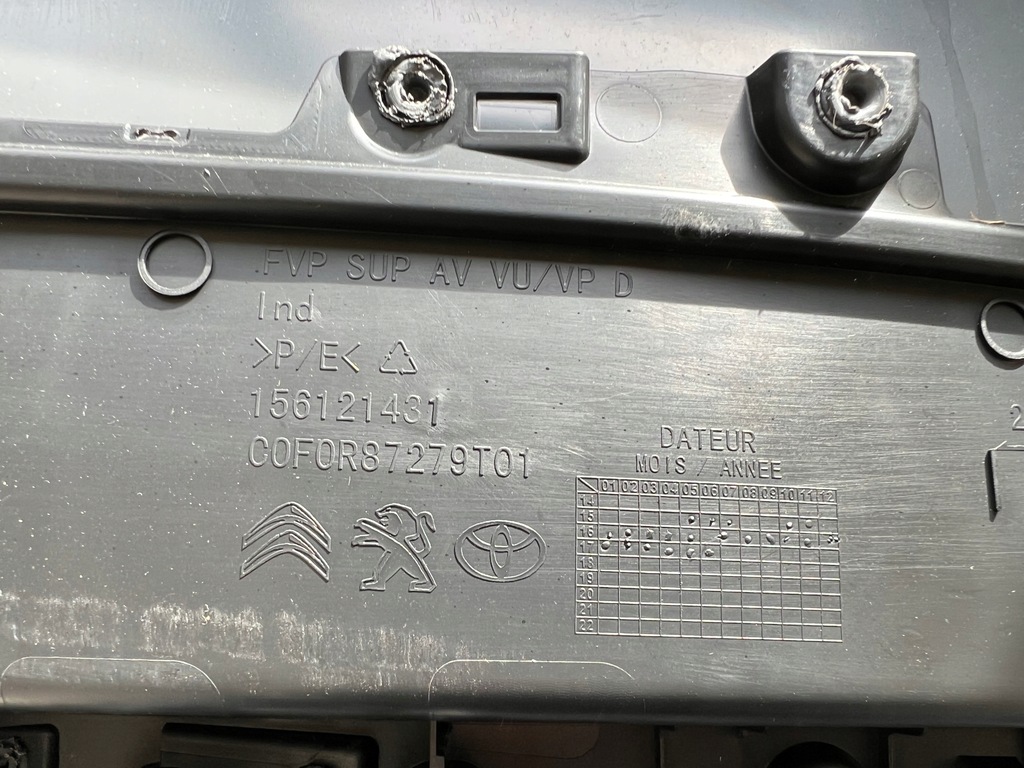 FVP SUP AV VU/VP D
Ind
>P/E<
156121431
COFOR87279T01
DATEUR
MOIS / ANNEE
01 02 03 04 05 06 07 08 09 10 11 12
14
15
16
17
18
19
20
21
22
2